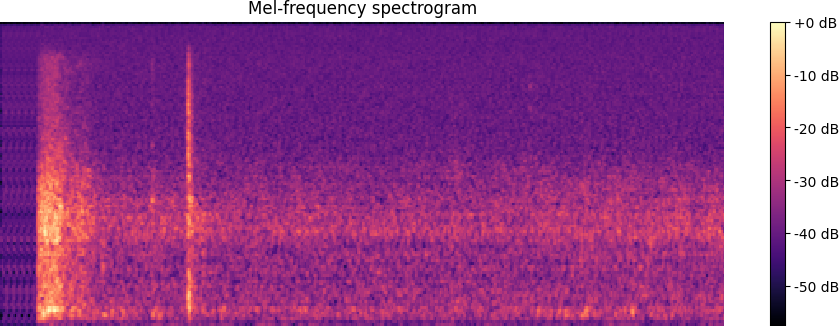 Mel-frequency spectrogram
+0 dB
-10 dB
-20 dB
-30 dB
-40 dB
-50 dB